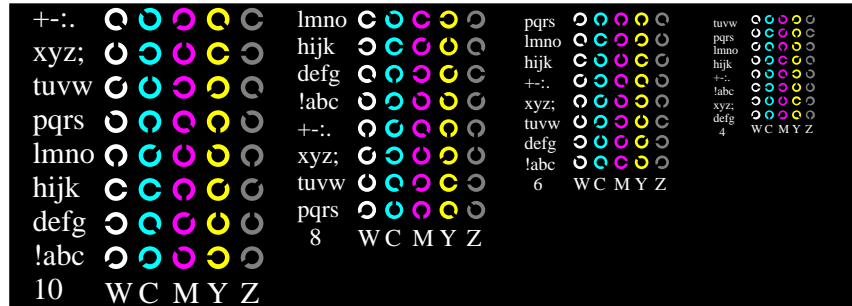 +-:.
xyz;
tuvw
pqrs
lmno
hijk
defg
!abc
10 W C M Y Z
lmno
hijk
defg
!abc
+-:.
xyz;
tuvw
pqrs
8 W C M Y Z
pqrs
lmno
hijk
+-:.
xyz;
tuvw
defg
!abc
6 W C M Y Z
tuvw
pqrs
lmno
hijk
+-:.
!abc
xyz;
defg
4 W C M Y Z